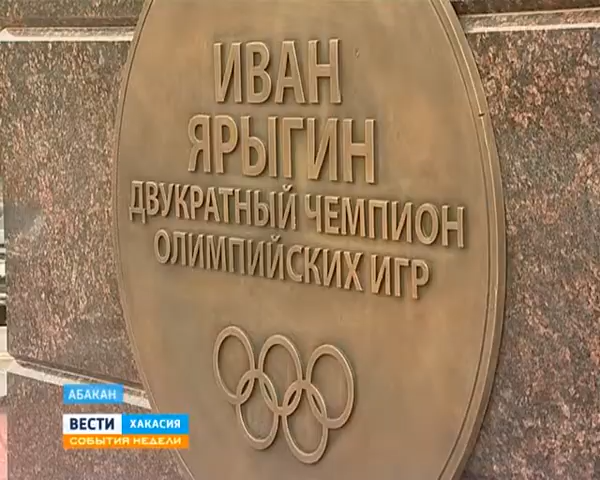 ИВАН
ЯРЫГИН
ДВУКРАТНЫЙ ЧЕМПИОН
ОЛИМПИЙСКИХ ИГР
АБАКАН
ВЕСТИ ХАКАСИЯ
СОБЫТИЯ НЕДЕЛИ